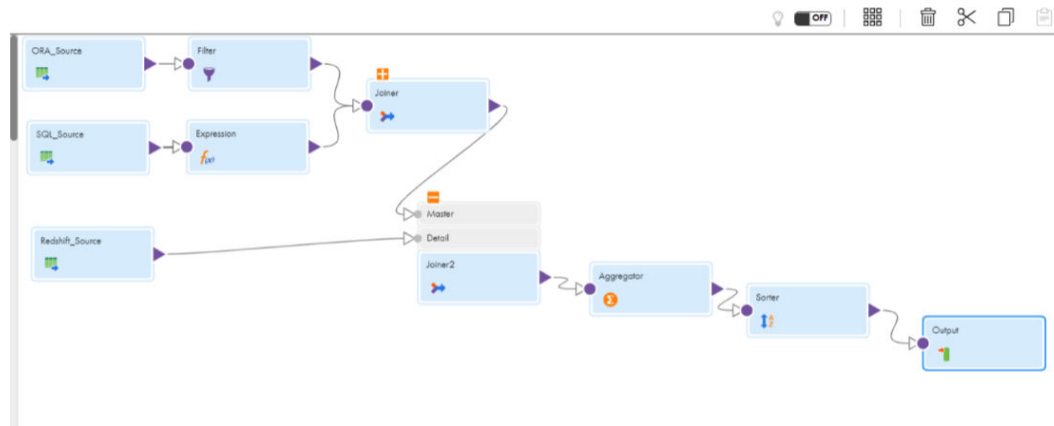 OFF
ORA_Source
Filter
Joiner
SQL_Source
Expression
f(x)
Master
Redshift_Source
Detail
Joiner2
Aggregator
Σ
Sorter
A
Z
Output